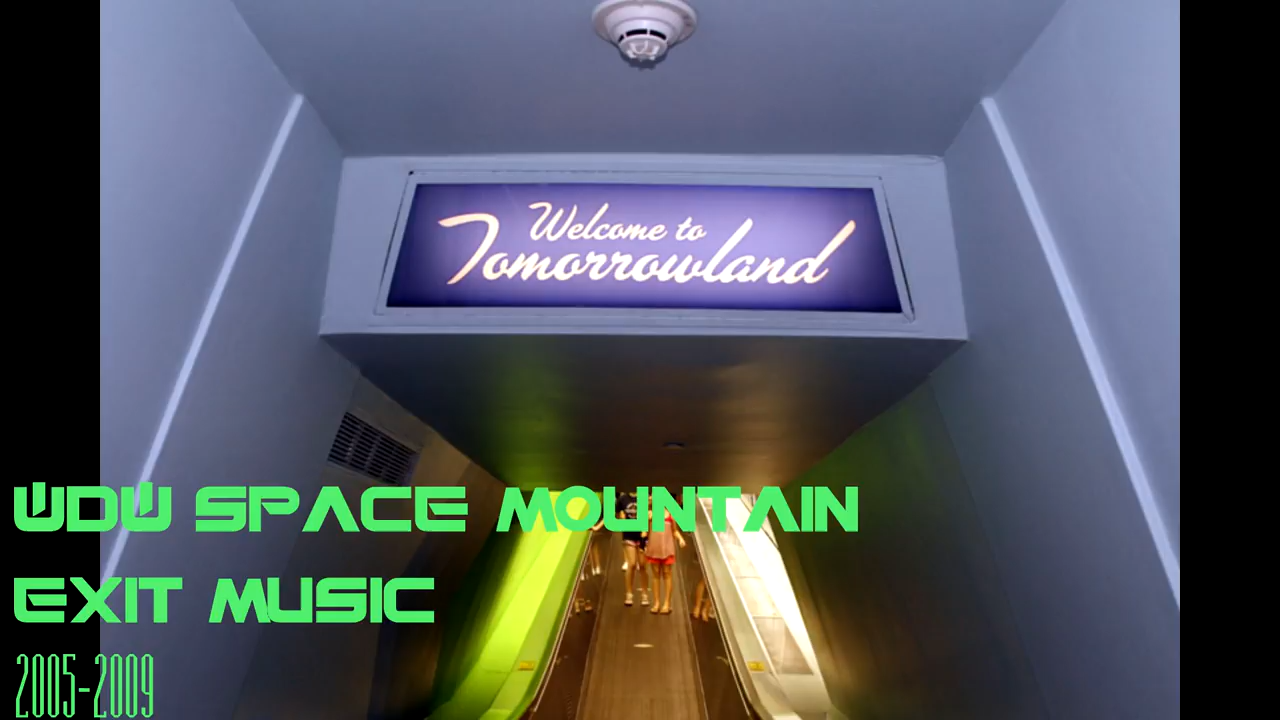 Welcome to
Tomorrowland
WDW SPACE MOUNTAIN
EXIT MUSIC
2005-2009